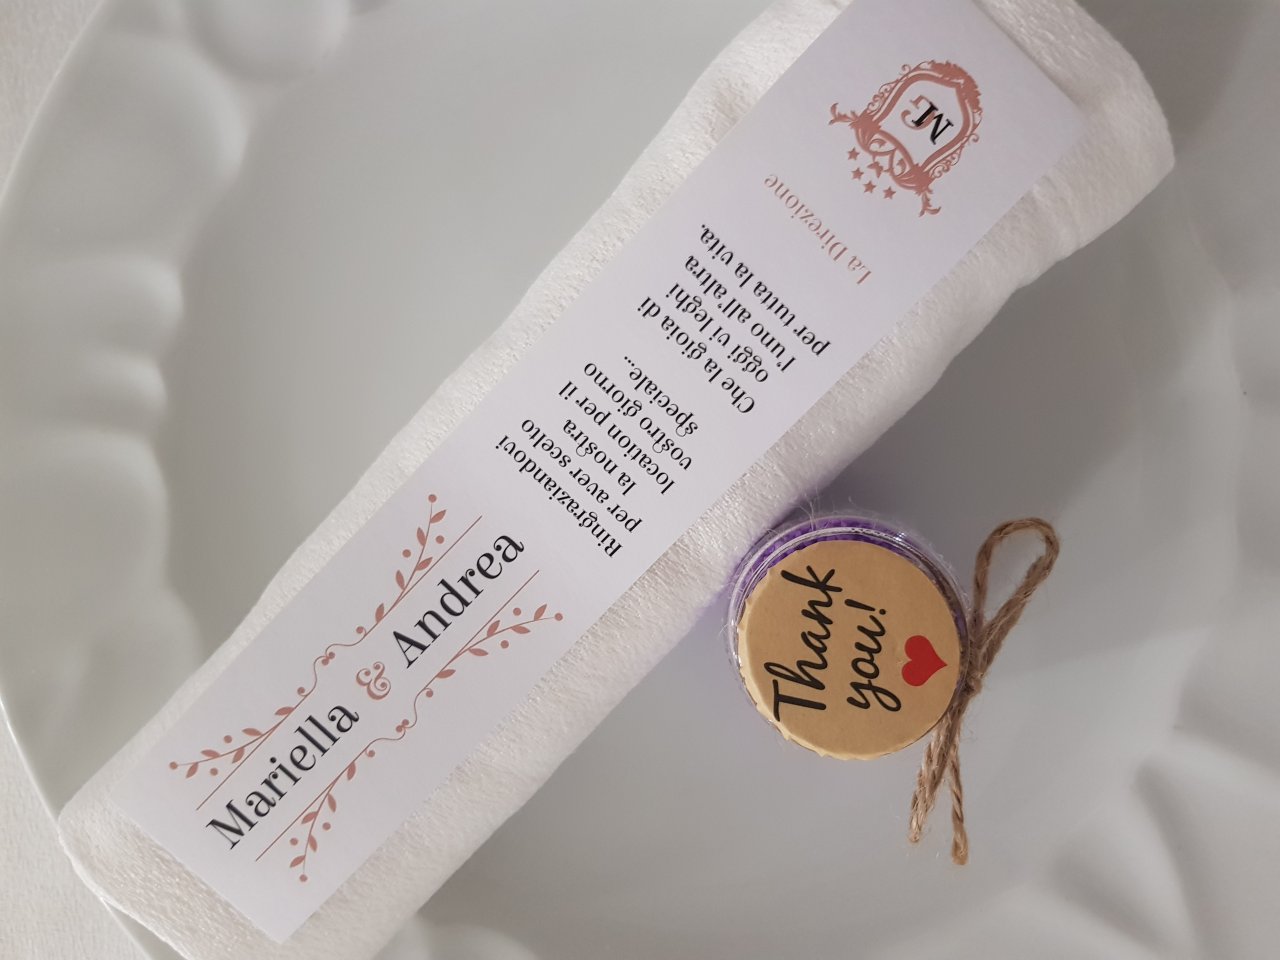 Mariella & Andrea
Ringraziandovi
per aver scelto
la nostra
location per il
vostro giorno
speciale...
Che la gioia di
oggi vi leghi
l'uno all'altra
per tutta la vita.
La Direzione
Thank
you!